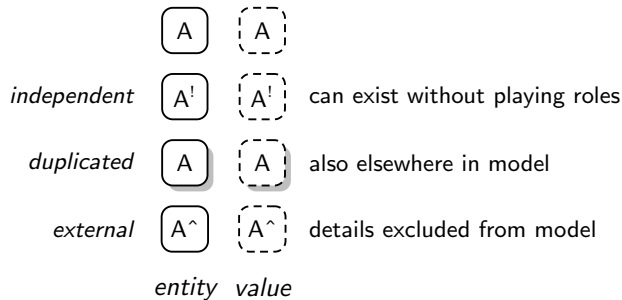 A A
independent A! A! can exist without playing roles
duplicated A A also elsewhere in model
external A^ A^ details excluded from model
entity value